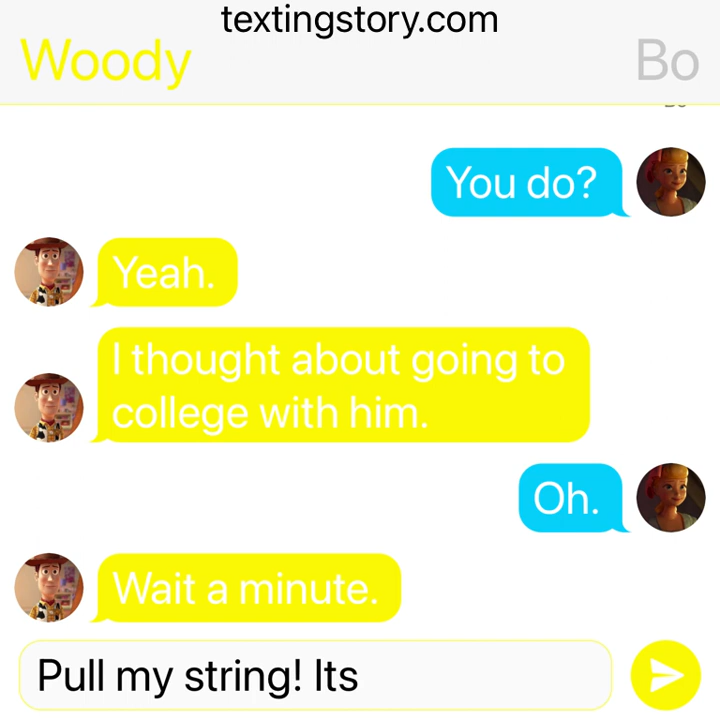 textingstory.com
Woody
Bo
You do?
Yeah.
I thought about going to
college with him.
Oh.
Wait a minute.
Pull my string! Its